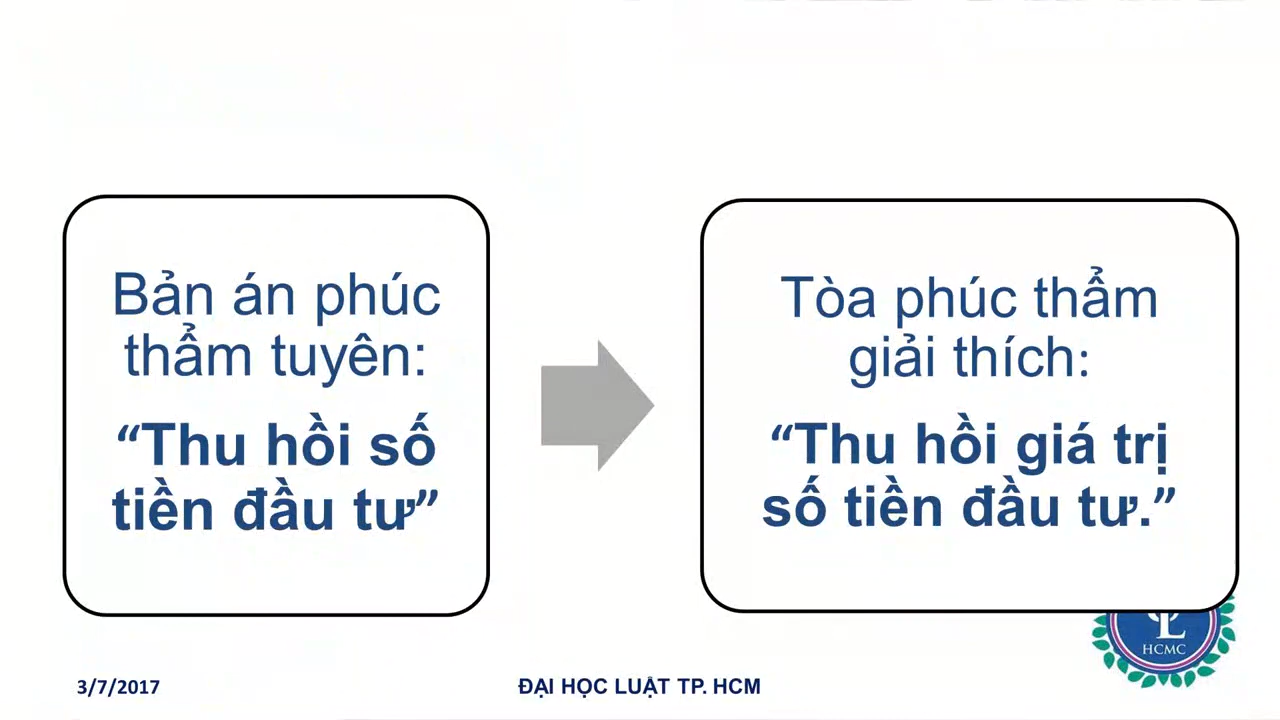 Bản án phúc
thẩm tuyên:
“Thu hồi số
tiền đầu tư”
Tòa phúc thẩm
giải thích:
“Thu hồi giá trị
số tiền đầu tư.”
L
HCMC
3/7/2017
ĐẠI HỌC LUẬT TP. HCM